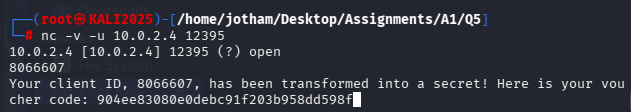 ┌──(root㉿KALI2025)-[/home/jotham/Desktop/Assignments/A1/Q5]
└─# nc -v -u 10.0.2.4 12395
10.0.2.4 [10.0.2.4] 12395 (?) open
8066607
Your client ID, 8066607, has been transformed into a secret! Here is your vou
cher code: 904ee83080e0debc91f203b958dd598f